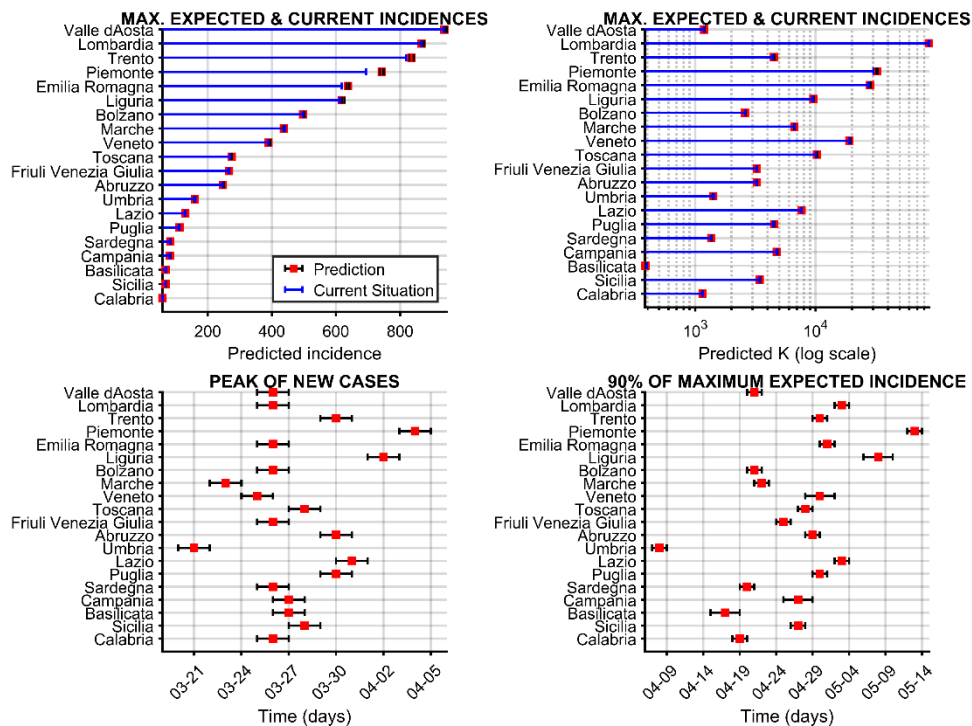 MAX. EXPECTED & CURRENT INCIDENCES
Valle dAosta
Lombardia
Trento
Piemonte
Emilia Romagna
Liguria
Bolzano
Marche
Veneto
Toscana
Friuli Venezia Giulia
Abruzzo
Umbria
Lazio
Puglia
Sardegna
Campania
Basilicata
Sicilia
Calabria
Prediction
Current Situation
200 400 600 800
Predicted incidence
MAX. EXPECTED & CURRENT INCIDENCES
Valle dAosta
Lombardia
Trento
Piemonte
Emilia Romagna
Liguria
Bolzano
Marche
Veneto
Toscana
Friuli Venezia Giulia
Abruzzo
Umbria
Lazio
Puglia
Sardegna
Campania
Basilicata
Sicilia
Calabria
10³ 10⁴
Predicted K (log scale)
PEAK OF NEW CASES
Valle dAosta
Lombardia
Trento
Piemonte
Emilia Romagna
Liguria
Bolzano
Marche
Veneto
Toscana
Friuli Venezia Giulia
Abruzzo
Umbria
Lazio
Puglia
Sardegna
Campania
Basilicata
Sicilia
Calabria
03-21 03-24 03-27 03-30 04-02 04-05
Time (days)
90% OF MAXIMUM EXPECTED INCIDENCE
Valle dAosta
Lombardia
Trento
Piemonte
Emilia Romagna
Liguria
Bolzano
Marche
Veneto
Toscana
Friuli Venezia Giulia
Abruzzo
Umbria
Lazio
Puglia
Sardegna
Campania
Basilicata
Sicilia
Calabria
04-09 04-14 04-19 04-24 04-29 05-04 05-09 05-14
Time (days)